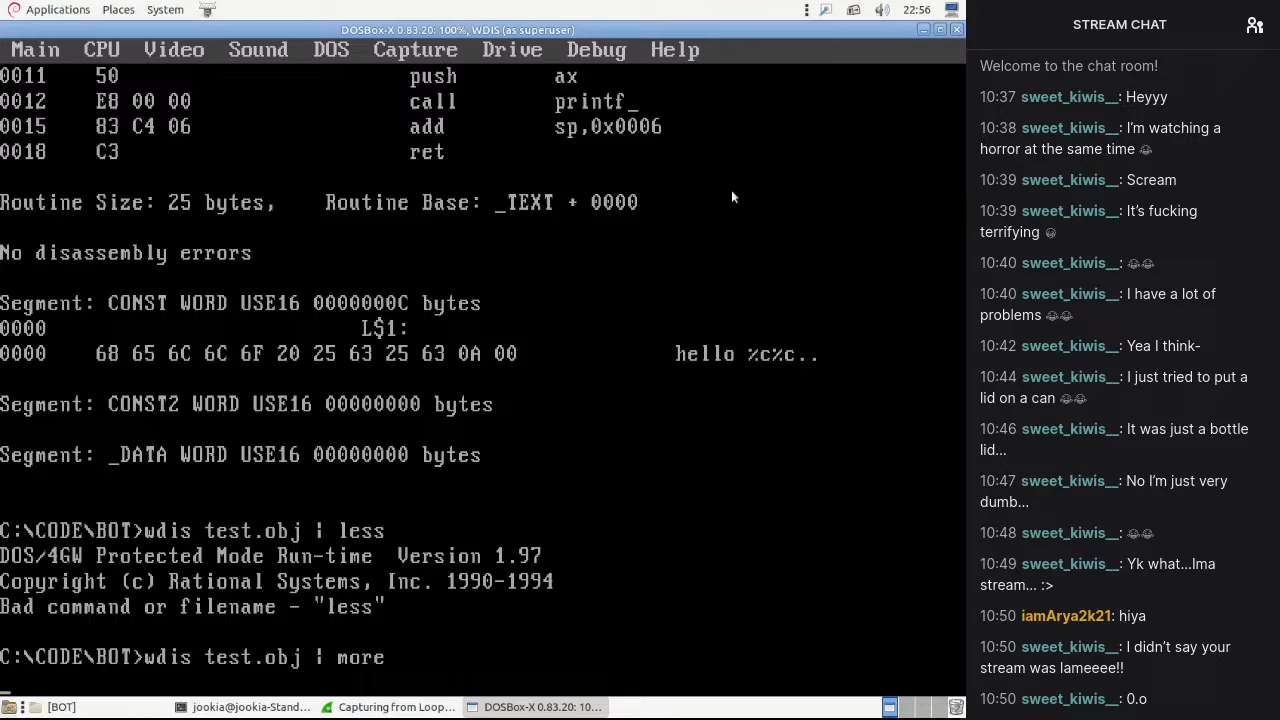 Applications Places System 22:56
DOSBox-X 0.83.20: 100%, WDIS (as superuser)
Main CPU Video Sound DOS Capture Drive Debug Help
0011 50 push ax
0012 E8 00 00 call printf_
0015 83 C4 06 add sp,0x0006
0018 C3 ret
Routine Size: 25 bytes, Routine Base: _TEXT + 0000
No disassembly errors
Segment: CONST WORD USE16 0000000C bytes
0000 L$1:
0000 68 65 6C 6C 6F 20 25 63 25 63 0A 00 hello %c%c..
Segment: CONST2 WORD USE16 00000000 bytes
Segment: _DATA WORD USE16 00000000 bytes
C:\CODE\BOT>wdis test.obj | less
DOS/4GW Protected Mode Run-time Version 1.97
Copyright (c) Rational Systems, Inc. 1990-1994
Bad command or filename - "less"
C:\CODE\BOT>wdis test.obj | more
[BOT] jookia@jookia-Stand... Capturing from Loop... DOSBox-X 0.83.20: 10...
STREAM CHAT
Welcome to the chat room!
10:37 sweet_kiwis__: Heyyy
10:38 sweet_kiwis__: I'm watching a
horror at the same time 😂
10:39 sweet_kiwis__: Scream
10:39 sweet_kiwis__: It's fucking
terrifying 😀
10:40 sweet_kiwis__: 😂😂
10:40 sweet_kiwis__: I have a lot of
problems 😂😂
10:42 sweet_kiwis__: Yea I think-
10:44 sweet_kiwis__: I just tried to put a
lid on a can 😂😂
10:46 sweet_kiwis__: It was just a bottle
lid...
10:47 sweet_kiwis__: No I'm just very
dumb...
10:48 sweet_kiwis__: 😂😂
10:49 sweet_kiwis__: Yk what...Ima
stream... :>
10:50 iamArya2k21: hiya
10:50 sweet_kiwis__: I didn't say your
stream was lameeee!!
10:50 sweet_kiwis__: 0.o